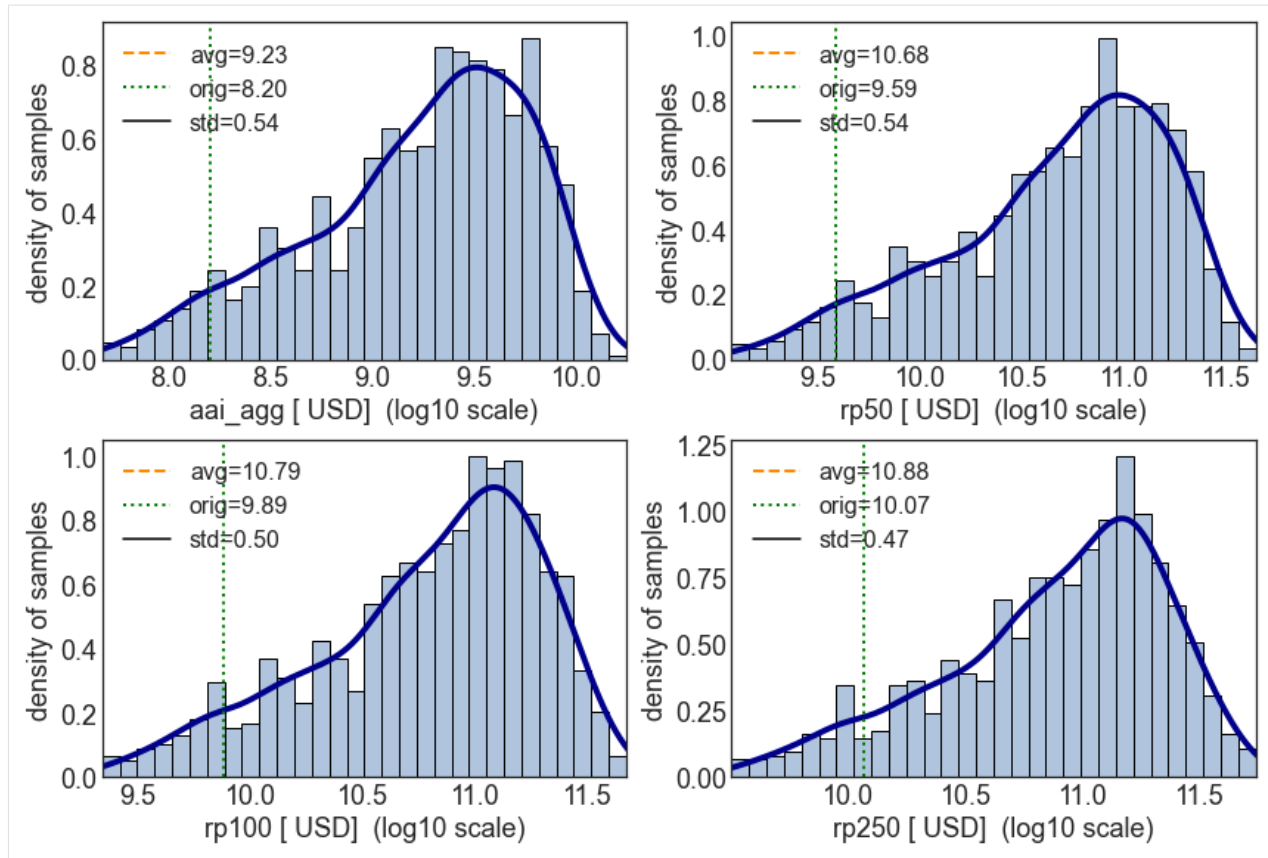 avg=9.23
orig=8.20
std=0.54
density of samples
0.8
0.6
0.4
0.2
0.0
8.0 8.5 9.0 9.5 10.0
aai_agg [ USD]  (log10 scale)
avg=10.68
orig=9.59
std=0.54
density of samples
1.0
0.8
0.6
0.4
0.2
0.0
9.5 10.0 10.5 11.0 11.5
rp50 [ USD]  (log10 scale)
avg=10.79
orig=9.89
std=0.50
density of samples
1.0
0.8
0.6
0.4
0.2
0.0
9.5 10.0 10.5 11.0 11.5
rp100 [ USD]  (log10 scale)
avg=10.88
orig=10.07
std=0.47
density of samples
1.25
1.00
0.75
0.50
0.25
0.00
10.0 10.5 11.0 11.5
rp250 [ USD]  (log10 scale)